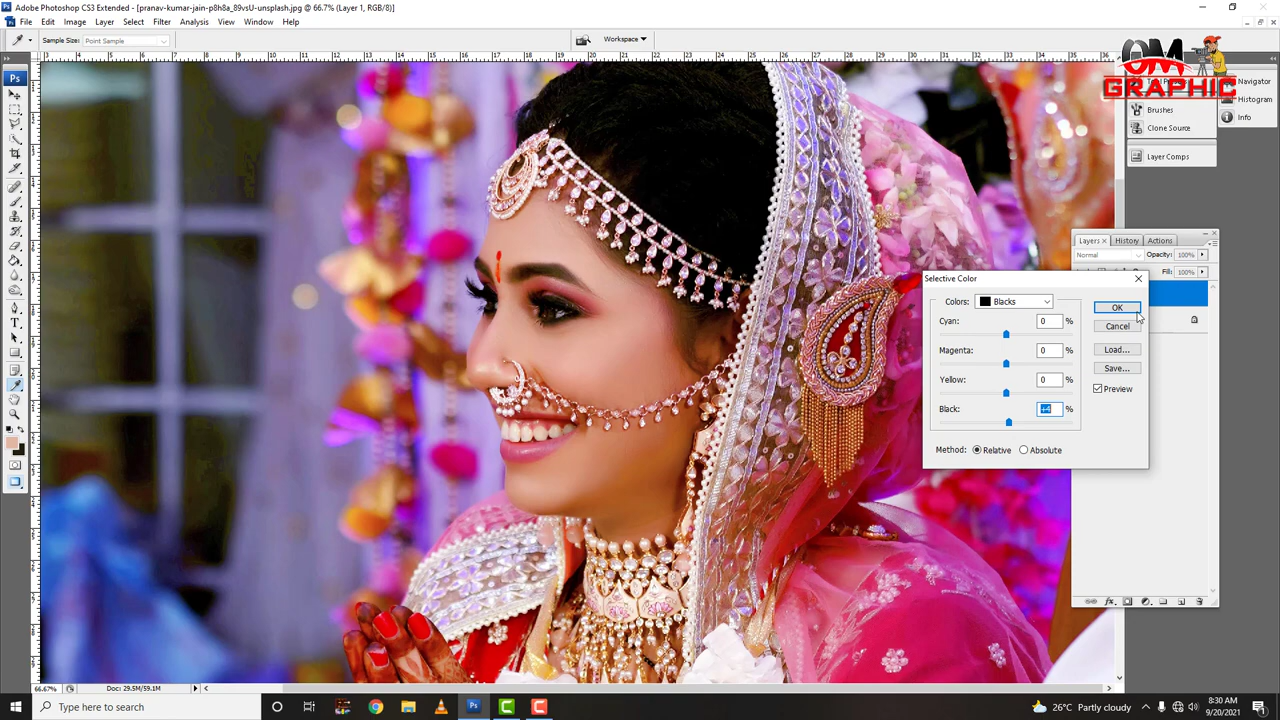 Adobe Photoshop CS3 Extended - [pranav-kumar-jain-p8h8a_89vsU-unsplash.jpg @ 66.7% (Layer 1, RGB/8)]
File Edit Image Layer Select Filter Analysis View Window Help
Sample Size: Point Sample
Workspace
OM
GRAPHIC
Navigator
Histogram
Info
Brushes
Clone Source
Layer Comps
Layers × History Actions
Normal Opacity: 100%
Fill: 100%
Selective Color
Colors: Blacks
OK
Cyan: 0 %
Cancel
Magenta: 0 %
Load...
Save...
Yellow: 0 %
Preview
Black: +4 %
Method: Relative Absolute
66.67% Doc: 29.5M/59.1M
Type here to search
26°C Partly cloudy
8:30 AM
9/20/2021